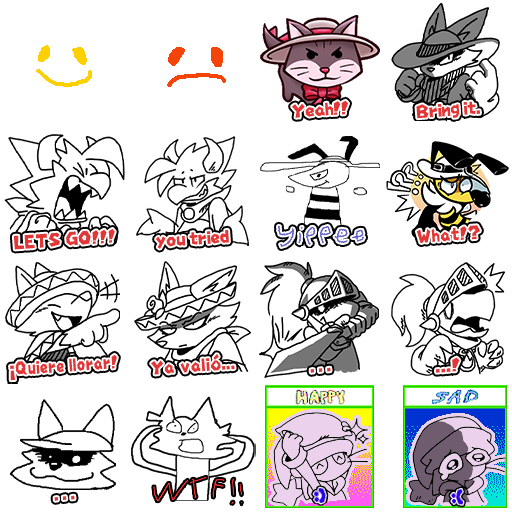 Yeah!!
Bring it.
LETS GO!!!
you tried
Yippee
What!?
¡Quiere llorar!
Ya valió...
...
...!
...
WTF!!
HAPPY
SAD